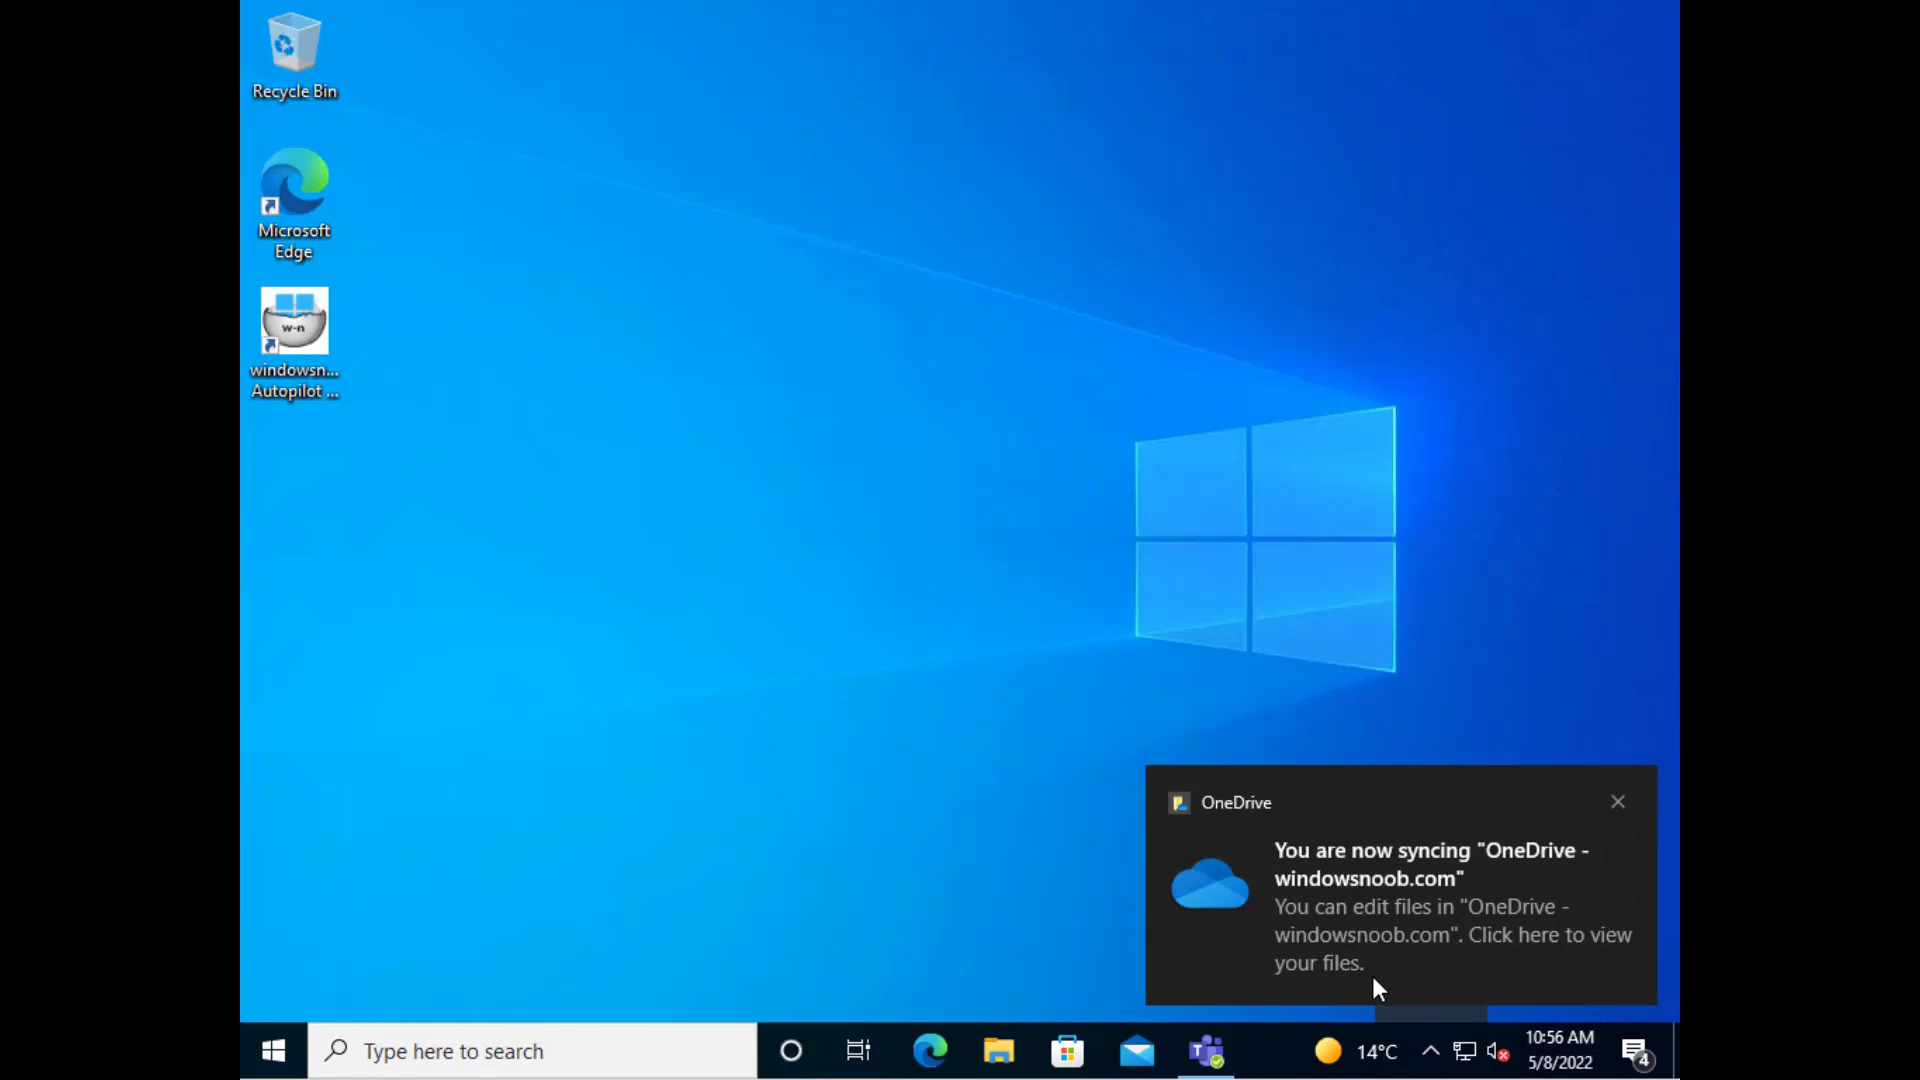 Recycle Bin
Microsoft
Edge
w-n
windowsn...
Autopilot ...
OneDrive
You are now syncing "OneDrive -
windowsnoob.com"
You can edit files in "OneDrive -
windowsnoob.com". Click here to view
your files.
Type here to search
14°C
10:56 AM
5/8/2022
4